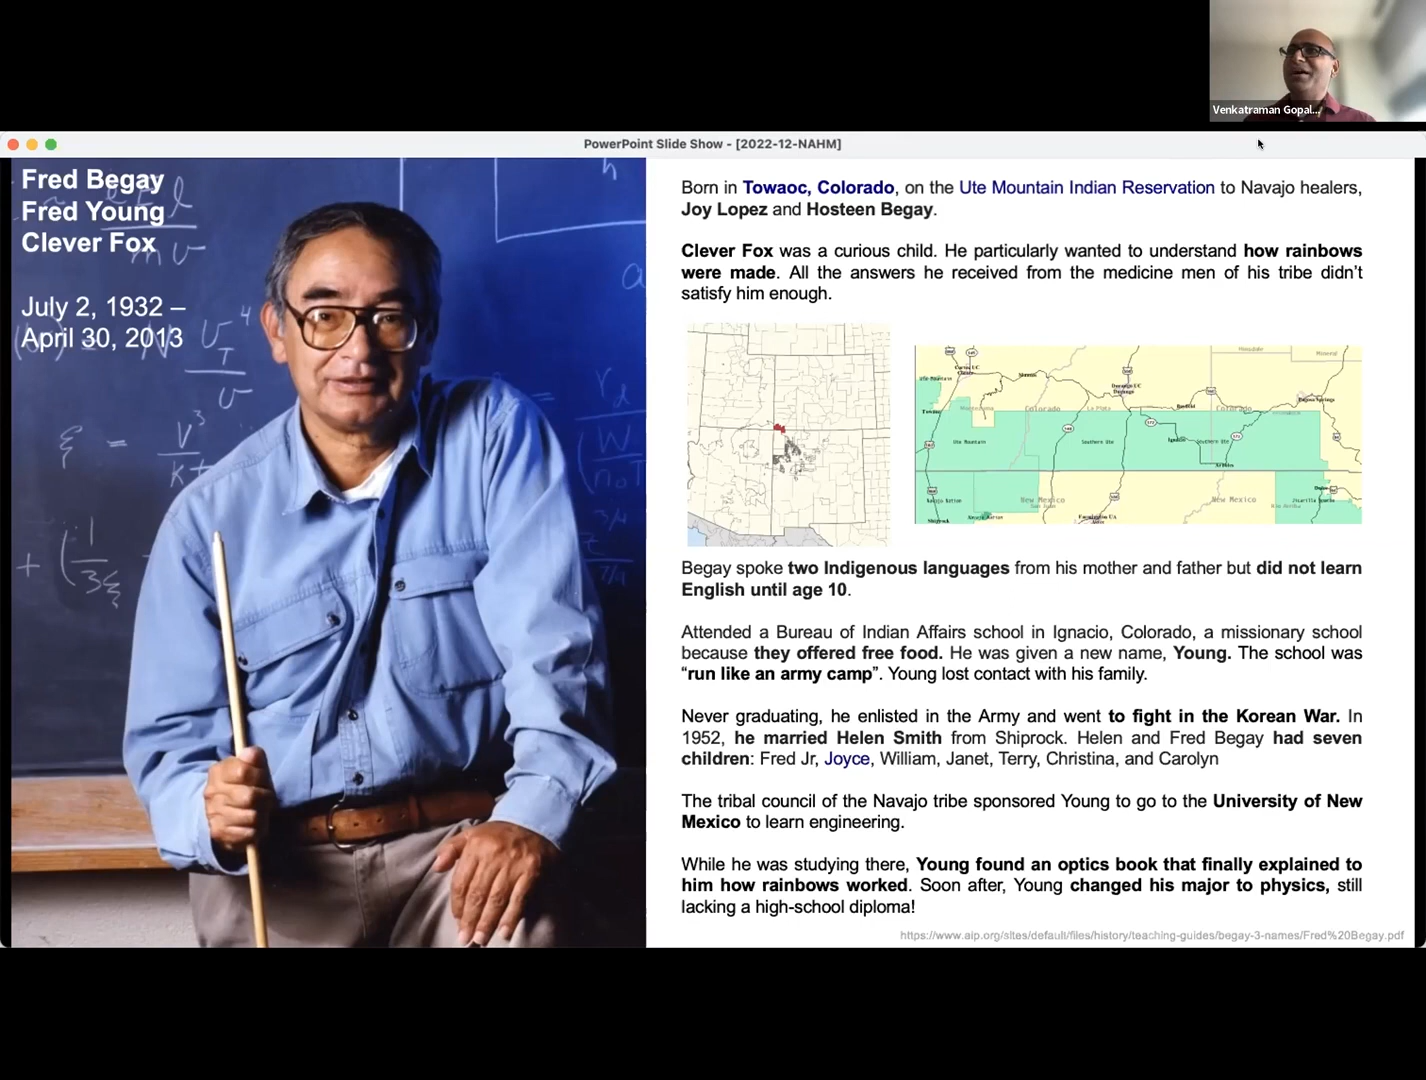 Venkatraman Gopal...
PowerPoint Slide Show - [2022-12-NAHM]
Fred Begay
Fred Young
Clever Fox
July 2, 1932 –
April 30, 2013
Born in Towaoc, Colorado, on the Ute Mountain Indian Reservation to Navajo healers,
Joy Lopez and Hosteen Begay.
Clever Fox was a curious child. He particularly wanted to understand how rainbows
were made. All the answers he received from the medicine men of his tribe didn't
satisfy him enough.
Colorado
La Plata
Colorado
Ute Mountain
Southern Ute
Southern Ute
New Mexico
New Mexico
Begay spoke two Indigenous languages from his mother and father but did not learn
English until age 10.
Attended a Bureau of Indian Affairs school in Ignacio, Colorado, a missionary school
because they offered free food. He was given a new name, Young. The school was
“run like an army camp”. Young lost contact with his family.
Never graduating, he enlisted in the Army and went to fight in the Korean War. In
1952, he married Helen Smith from Shiprock. Helen and Fred Begay had seven
children: Fred Jr, Joyce, William, Janet, Terry, Christina, and Carolyn
The tribal council of the Navajo tribe sponsored Young to go to the University of New
Mexico to learn engineering.
While he was studying there, Young found an optics book that finally explained to
him how rainbows worked. Soon after, Young changed his major to physics, still
lacking a high-school diploma!
https://www.aip.org/sites/default/files/history/teaching-guides/begay-3-names/Fred%20Begay.pdf